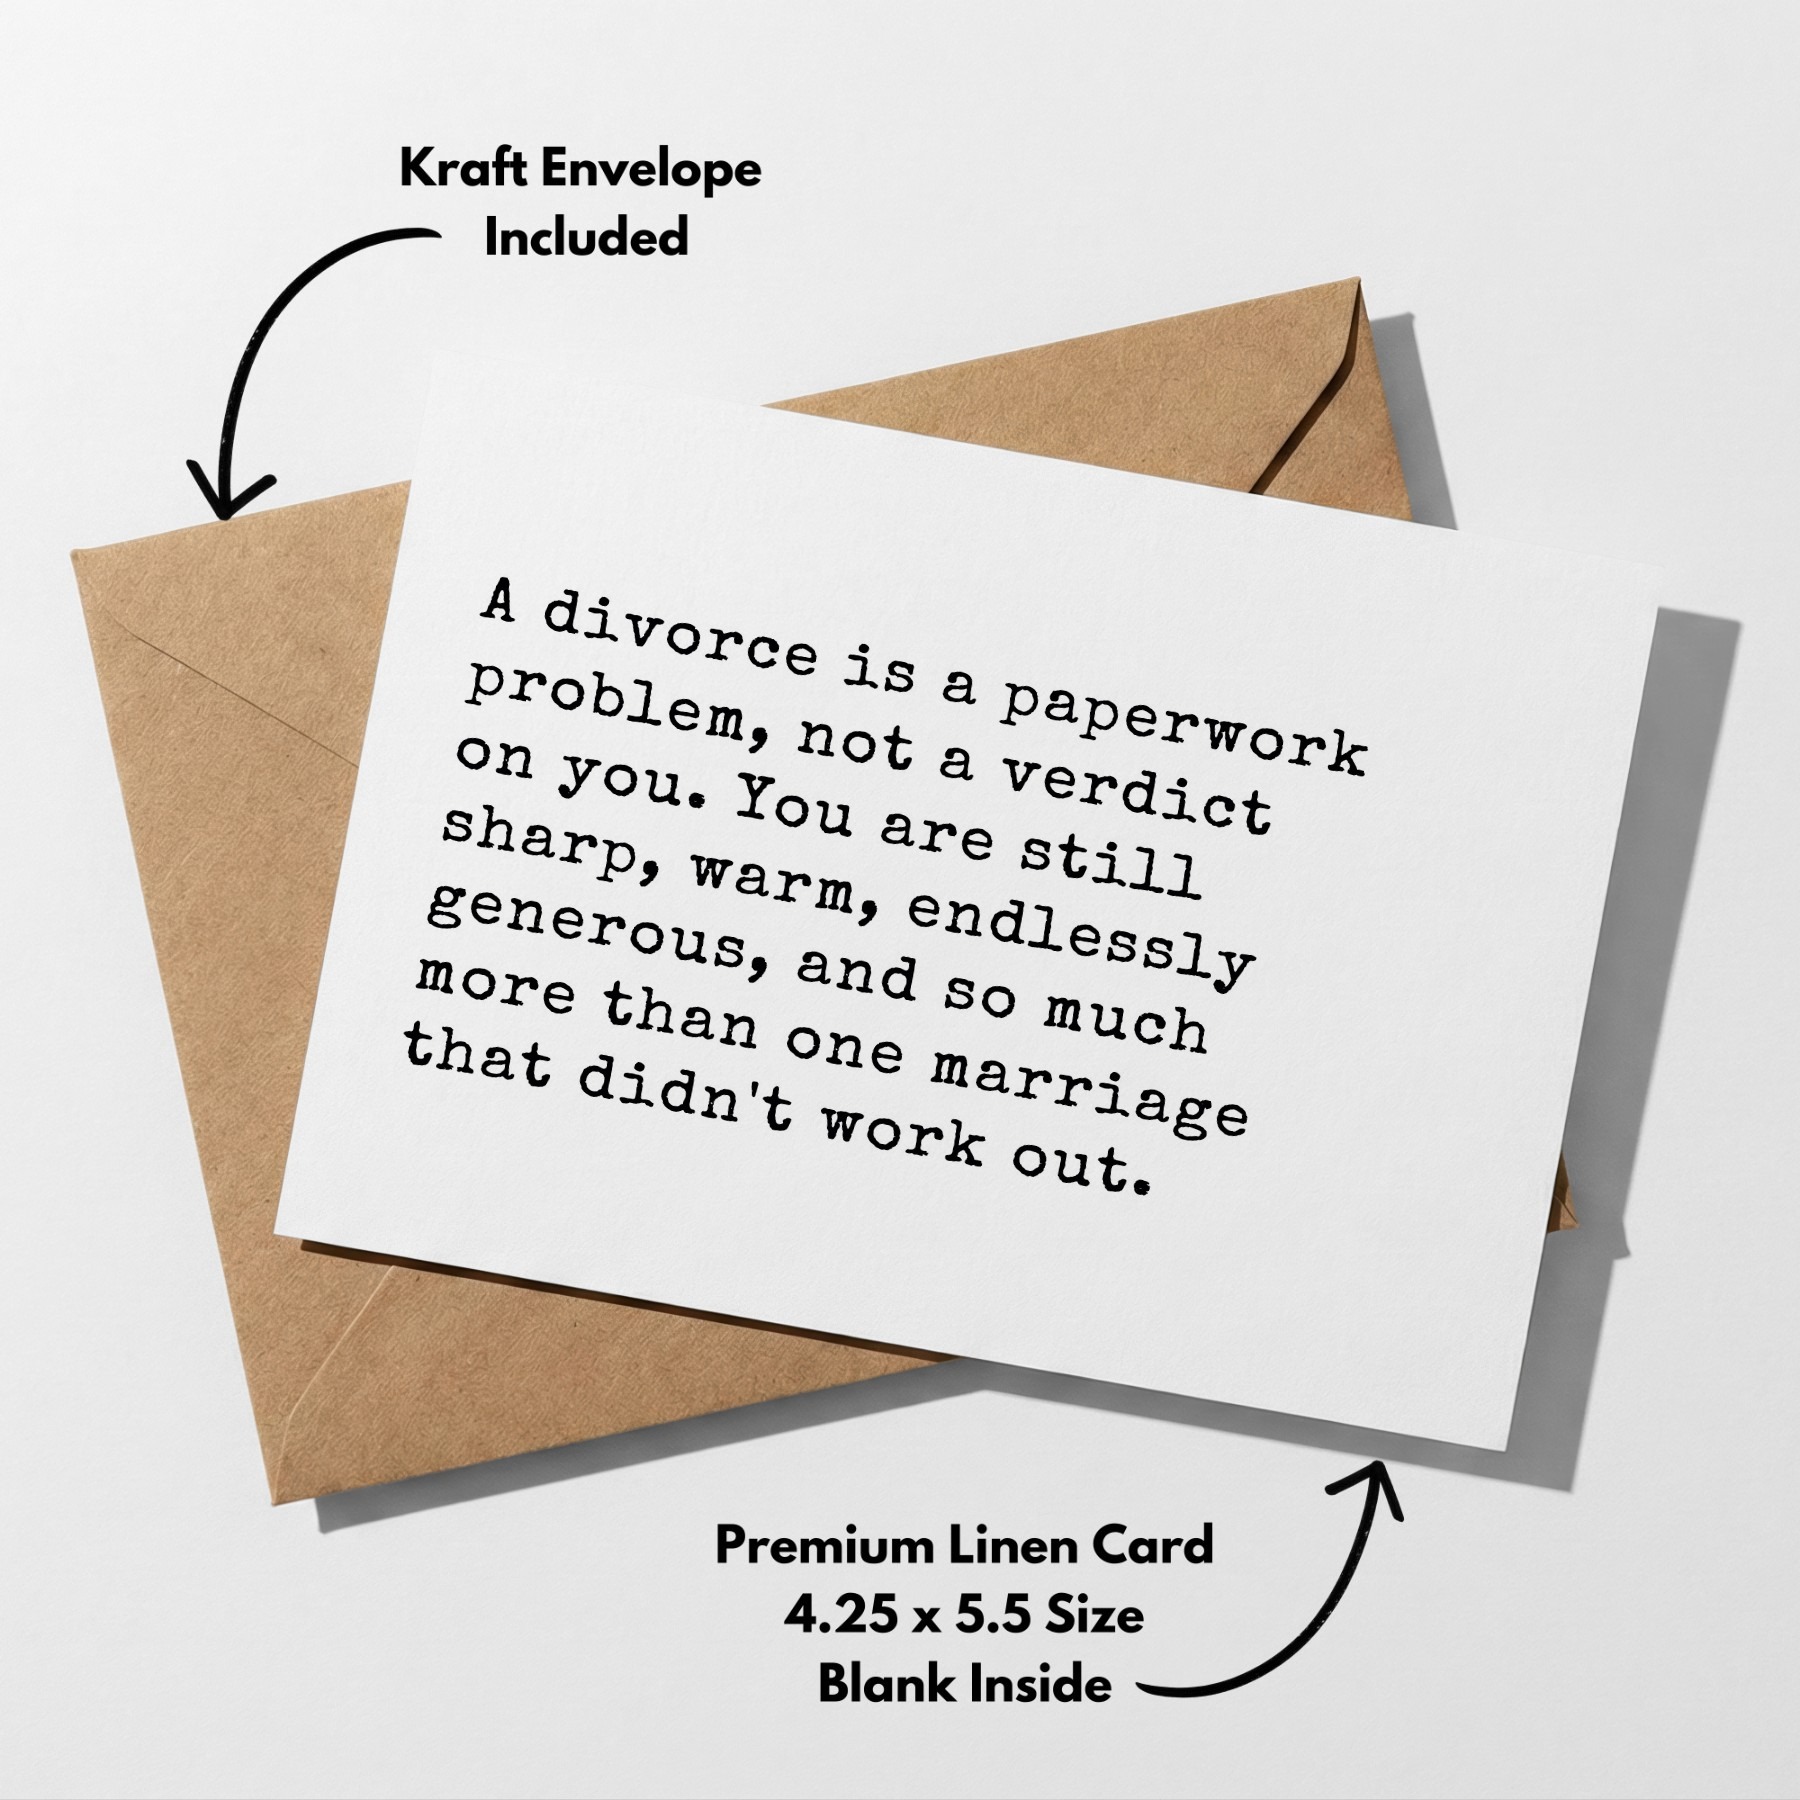 Kraft Envelope
Included
A divorce is a paperwork
problem, not a verdict
on you. You are still
sharp, warm, endlessly
generous, and so much
more than one marriage
that didn't work out.
Premium Linen Card
4.25 x 5.5 Size
Blank Inside